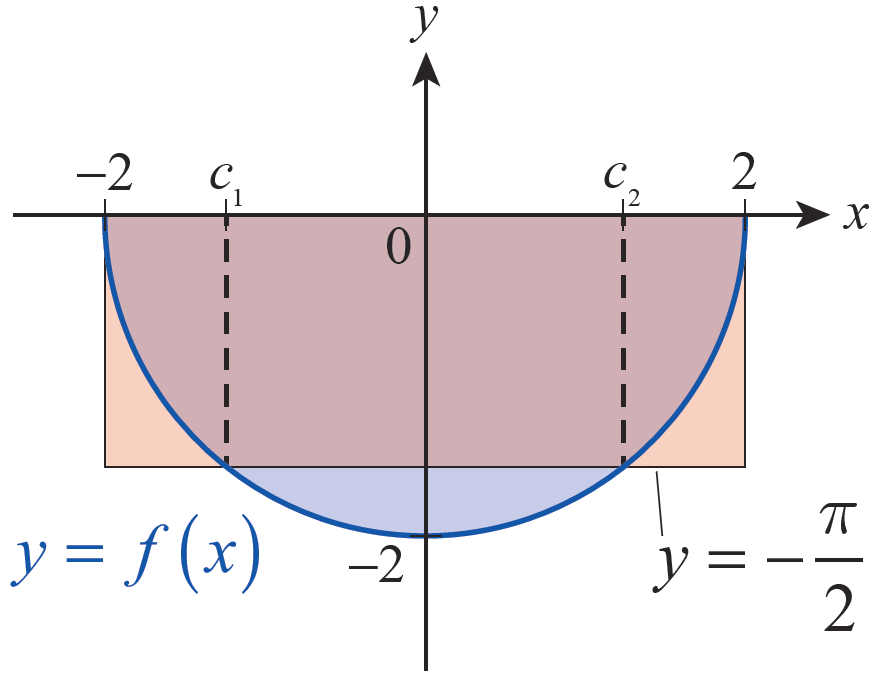 y
−2 c₁ c₂ 2
x
0
y = f(x)
−2
y = −π/2